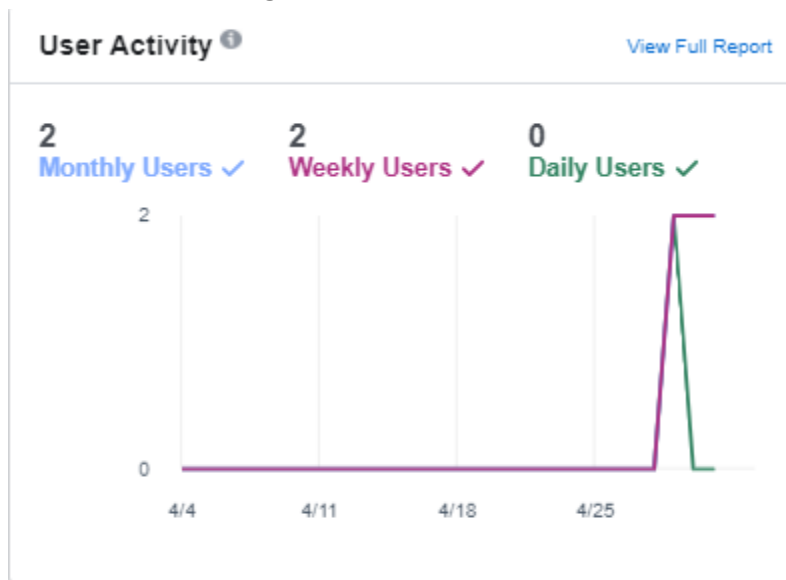 User Activity
View Full Report
2 2 0
Monthly Users Weekly Users Daily Users
2
0
4/4 4/11 4/18 4/25